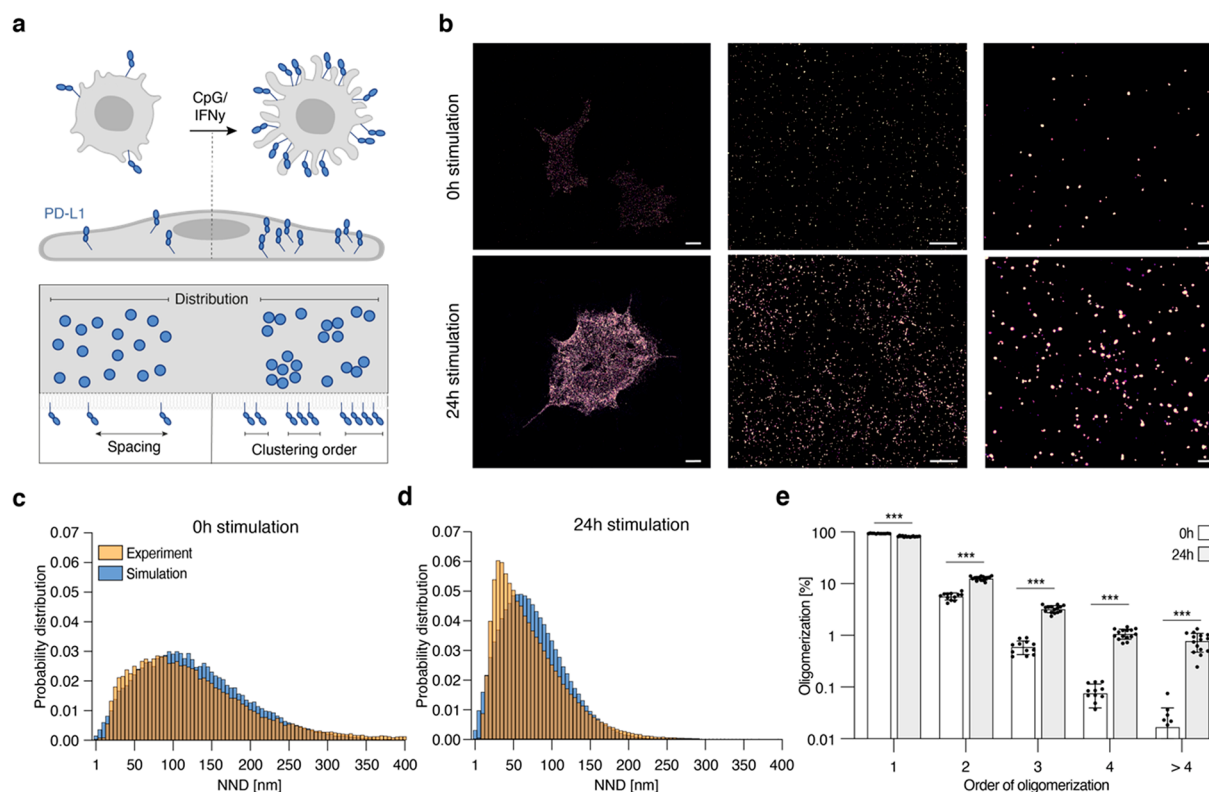 a
CpG/
IFNy
PD-L1
Distribution
Spacing
Clustering order
b
0h stimulation
24h stimulation
c
0h stimulation
Experiment
Simulation
Probability distribution
0.07
0.06
0.05
0.04
0.03
0.02
0.01
0.00
1 50 100 150 200 250 300 350 400
NND [nm]
d
24h stimulation
Probability distribution
0.07
0.06
0.05
0.04
0.03
0.02
0.01
0.00
1 50 100 150 200 250 300 350 400
NND [nm]
e
0h
24h
Oligomerization [%]
100
10
1
0.1
0.01
*** *** *** *** ***
1 2 3 4 > 4
Order of oligomerization